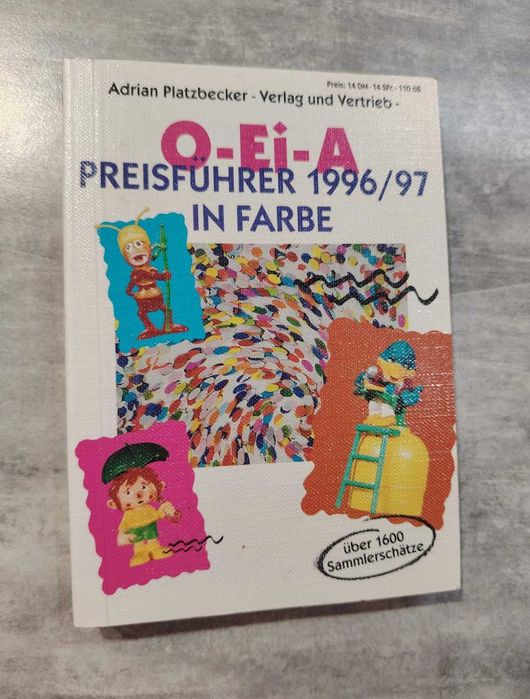 Preis: 14 DM · 14 SFr. · 110 öS
Adrian Platzbecker - Verlag und Vertrieb -
O-Ei-A
PREISFÜHRER 1996/97
IN FARBE
über 1600
Sammlerschätze